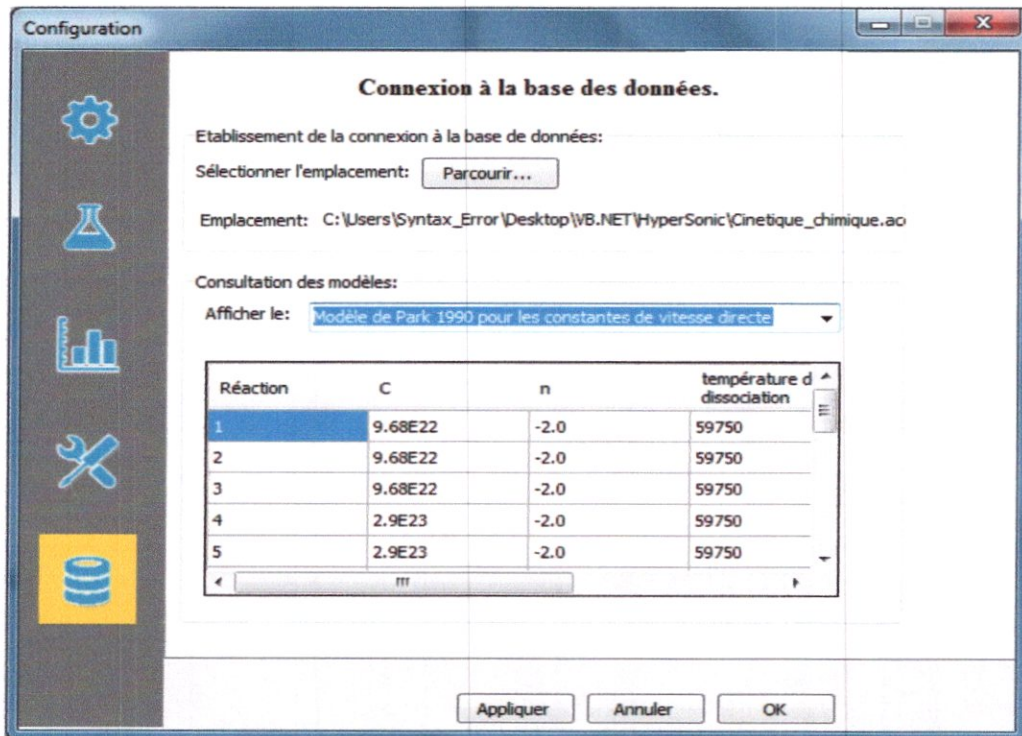 Configuration
Connexion à la base des données.
Etablissement de la connexion à la base de données:
Sélectionner l'emplacement: Parcourir...
Emplacement: C:\Users\Syntax_Error\Desktop\VB.NET\HyperSonic\Cinetique_chimique.acc
Consultation des modèles:
Afficher le: Modèle de Park 1990 pour les constantes de vitesse directe
Réaction C n température d
dissociation
1 9.68E22 -2.0 59750
2 9.68E22 -2.0 59750
3 9.68E22 -2.0 59750
4 2.9E23 -2.0 59750
5 2.9E23 -2.0 59750
Appliquer Annuler OK